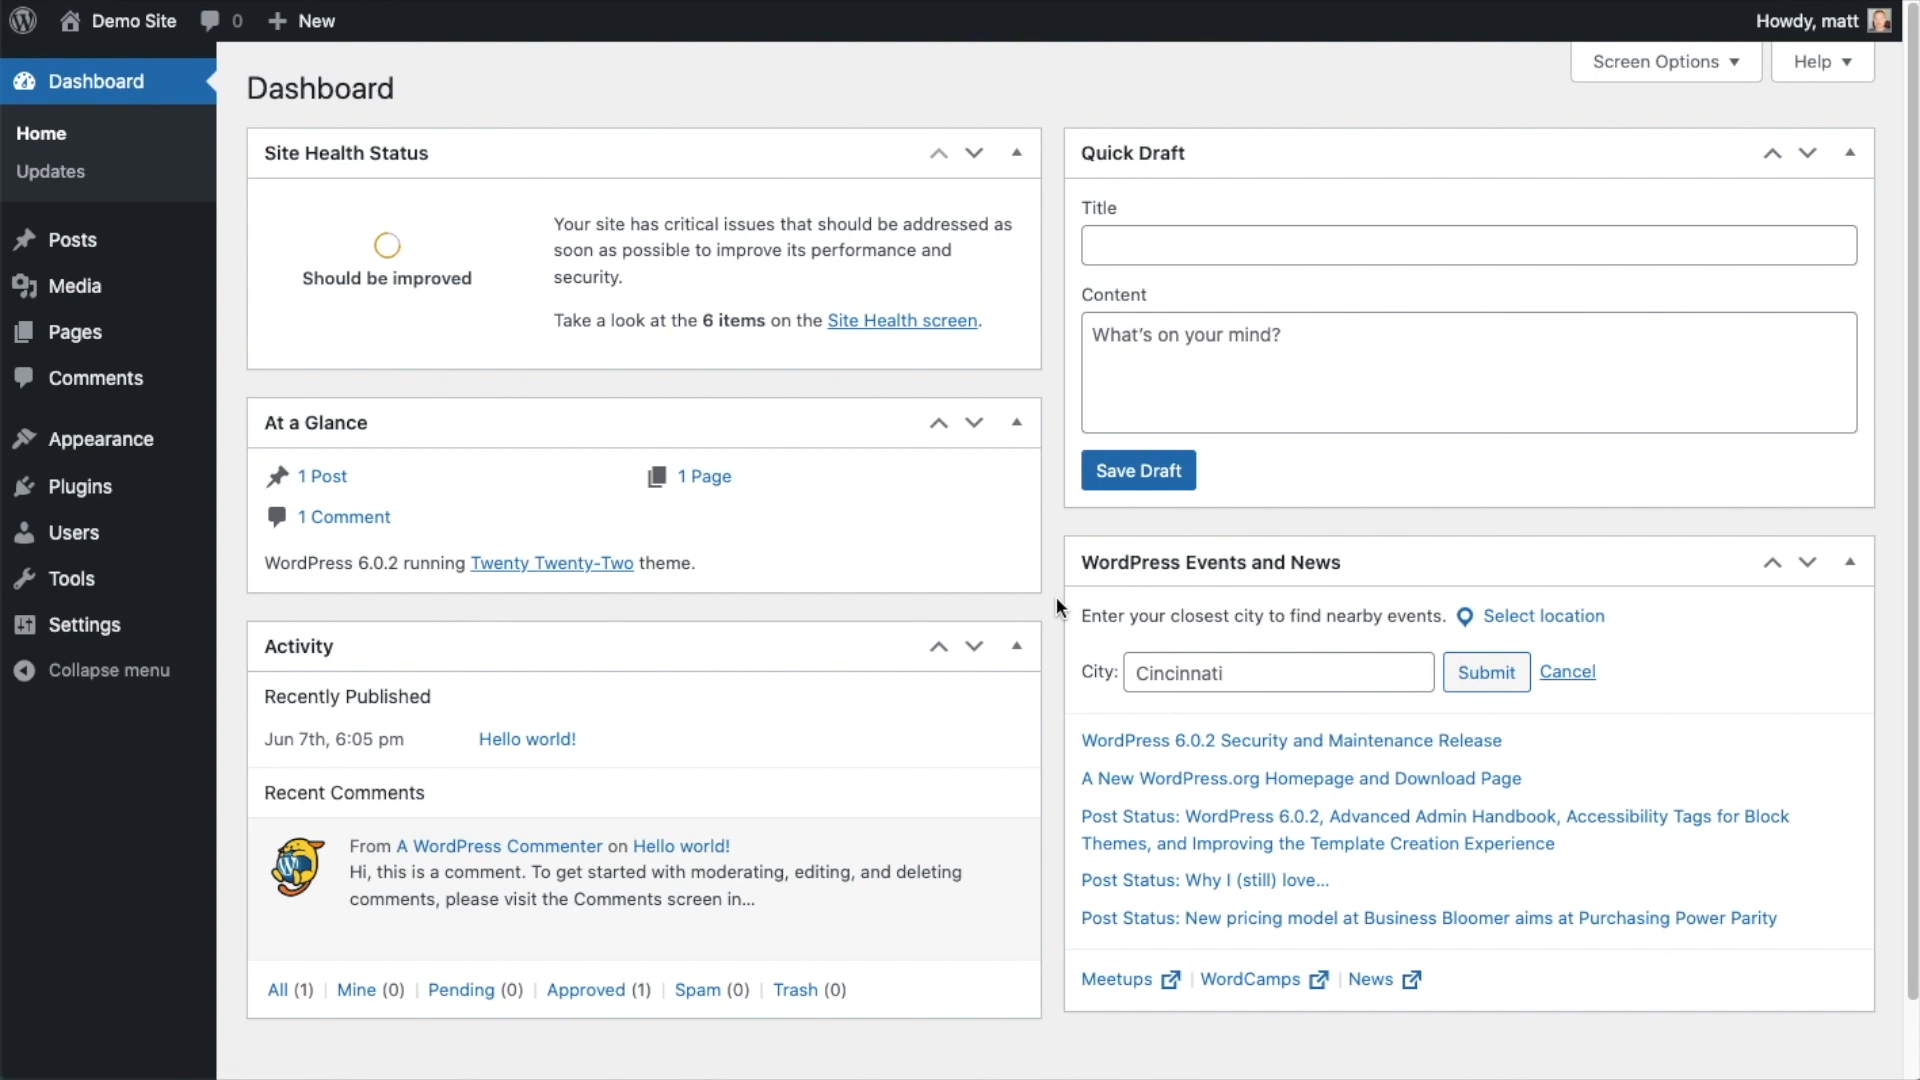 Demo Site 0 New Howdy, matt
Screen Options Help
Dashboard
Home
Updates
Posts
Media
Pages
Comments
Appearance
Plugins
Users
Tools
Settings
Collapse menu
Dashboard
Site Health Status
Should be improved
Your site has critical issues that should be addressed as
soon as possible to improve its performance and
security.
Take a look at the 6 items on the Site Health screen.
At a Glance
1 Post 1 Page
1 Comment
WordPress 6.0.2 running Twenty Twenty-Two theme.
Activity
Recently Published
Jun 7th, 6:05 pm Hello world!
Recent Comments
From A WordPress Commenter on Hello world!
Hi, this is a comment. To get started with moderating, editing, and deleting
comments, please visit the Comments screen in…
All (1) | Mine (0) | Pending (0) | Approved (1) | Spam (0) | Trash (0)
Quick Draft
Title
Content
What’s on your mind?
Save Draft
WordPress Events and News
Enter your closest city to find nearby events. Select location
City: Cincinnati Submit Cancel
WordPress 6.0.2 Security and Maintenance Release
A New WordPress.org Homepage and Download Page
Post Status: WordPress 6.0.2, Advanced Admin Handbook, Accessibility Tags for Block
Themes, and Improving the Template Creation Experience
Post Status: Why I (still) love…
Post Status: New pricing model at Business Bloomer aims at Purchasing Power Parity
Meetups | WordCamps | News